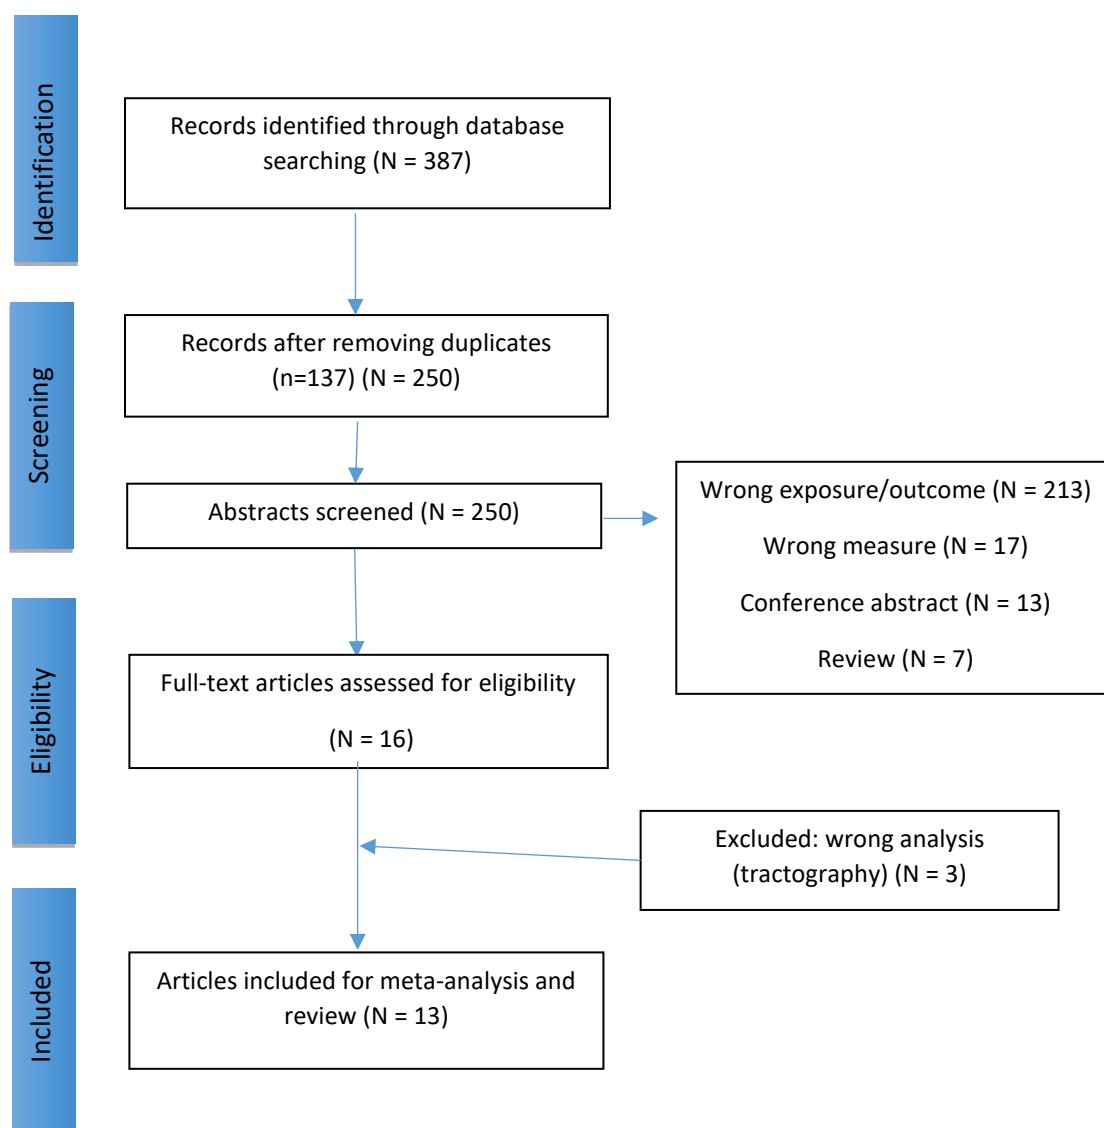 Identification
Records identified through database
searching (N = 387)
Screening
Records after removing duplicates
(n=137) (N = 250)
Abstracts screened (N = 250)
Wrong exposure/outcome (N = 213)
Wrong measure (N = 17)
Conference abstract (N = 13)
Review (N = 7)
Eligibility
Full-text articles assessed for eligibility
(N = 16)
Excluded: wrong analysis
(tractography) (N = 3)
Included
Articles included for meta-analysis and
review (N = 13)